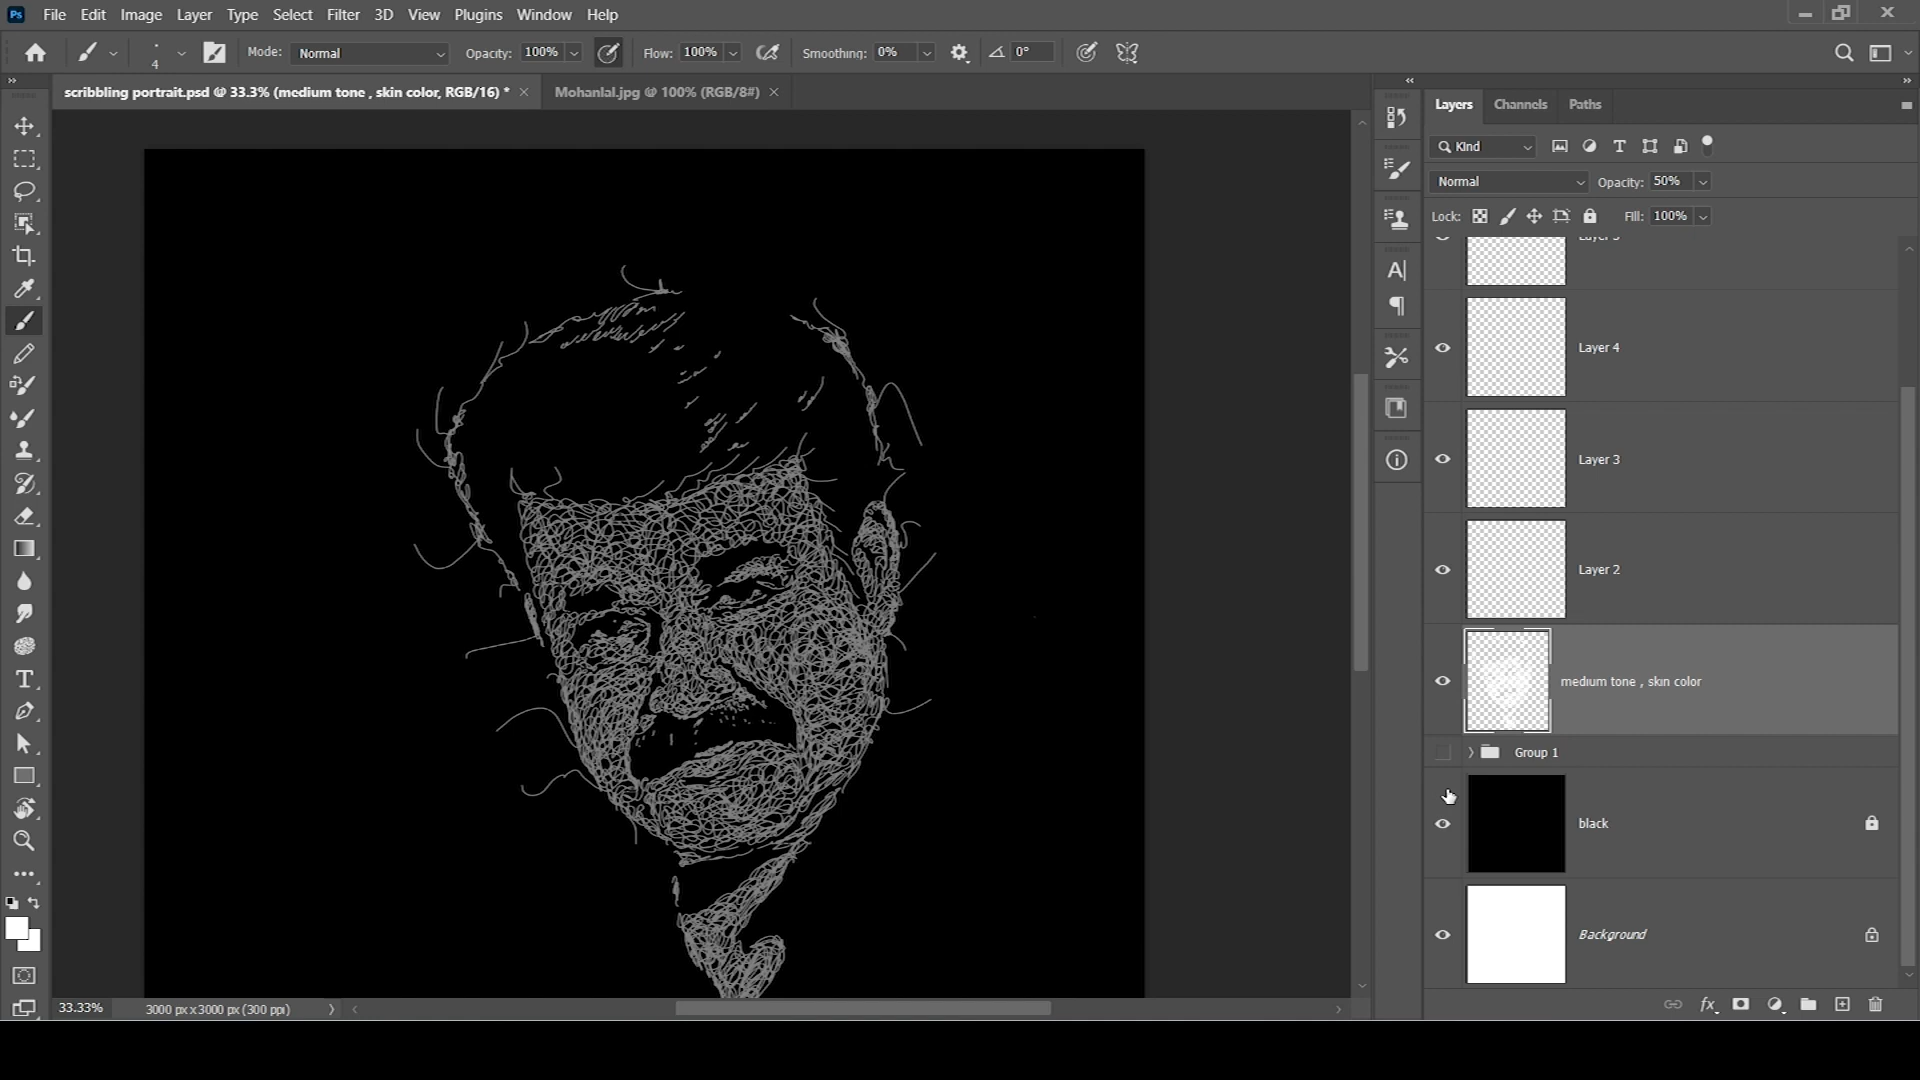 Ps File Edit Image Layer Type Select Filter 3D View Plugins Window Help
4 Mode: Normal Opacity: 100% Flow: 100% Smoothing: 0% 0°
scribbling portrait.psd @ 33.3% (medium tone , skin color, RGB/16) * Mohanlal.jpg @ 100% (RGB/8#)
Layers Channels Paths
Kind
Normal Opacity: 50%
Lock: Fill: 100%
Layer 4
Layer 3
Layer 2
medium tone , skin color
Group 1
black
Background
33.33% 3000 px x 3000 px (300 ppi)